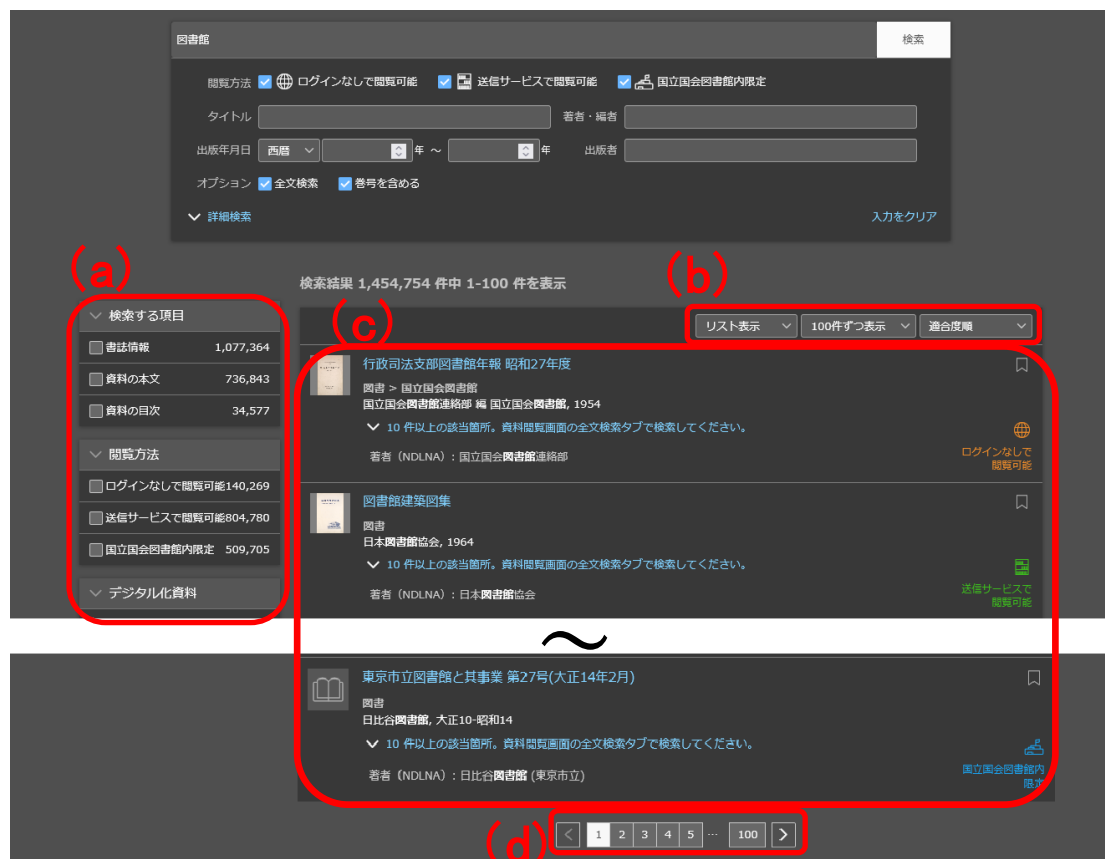 図書館 検索
閲覧方法 ログインなしで閲覧可能 送信サービスで閲覧可能 国立国会図書館内限定
タイトル 著者・編者
出版年月日 西暦 年 ～ 年 出版者
オプション 全文検索 巻号を含める
詳細検索 入力をクリア
(a)
検索する項目
書誌情報 1,077,364
資料の本文 736,843
資料の目次 34,577
閲覧方法
ログインなしで閲覧可能140,269
送信サービスで閲覧可能804,780
国立国会図書館内限定 509,705
デジタル化資料
検索結果 1,454,754 件中 1-100 件を表示
(b)
リスト表示 100件ずつ表示 適合度順
(c)
行政司法支部図書館年報 昭和27年度
図書 > 国立国会図書館
国立国会図書館連絡部 編 国立国会図書館, 1954
10 件以上の該当箇所。資料閲覧画面の全文検索タブで検索してください。
著者（NDLNA）: 国立国会図書館連絡部
ログインなしで
閲覧可能
図書館建築図集
図書
日本図書館協会, 1964
10 件以上の該当箇所。資料閲覧画面の全文検索タブで検索してください。
著者（NDLNA）: 日本図書館協会
送信サービスで
閲覧可能
～
東京市立図書館と其事業 第27号(大正14年2月)
図書
日比谷図書館, 大正10-昭和14
10 件以上の該当箇所。資料閲覧画面の全文検索タブで検索してください。
著者（NDLNA）: 日比谷図書館 (東京市立)
国立国会図書館内
限定
(d)
< 1 2 3 4 5 … 100 >